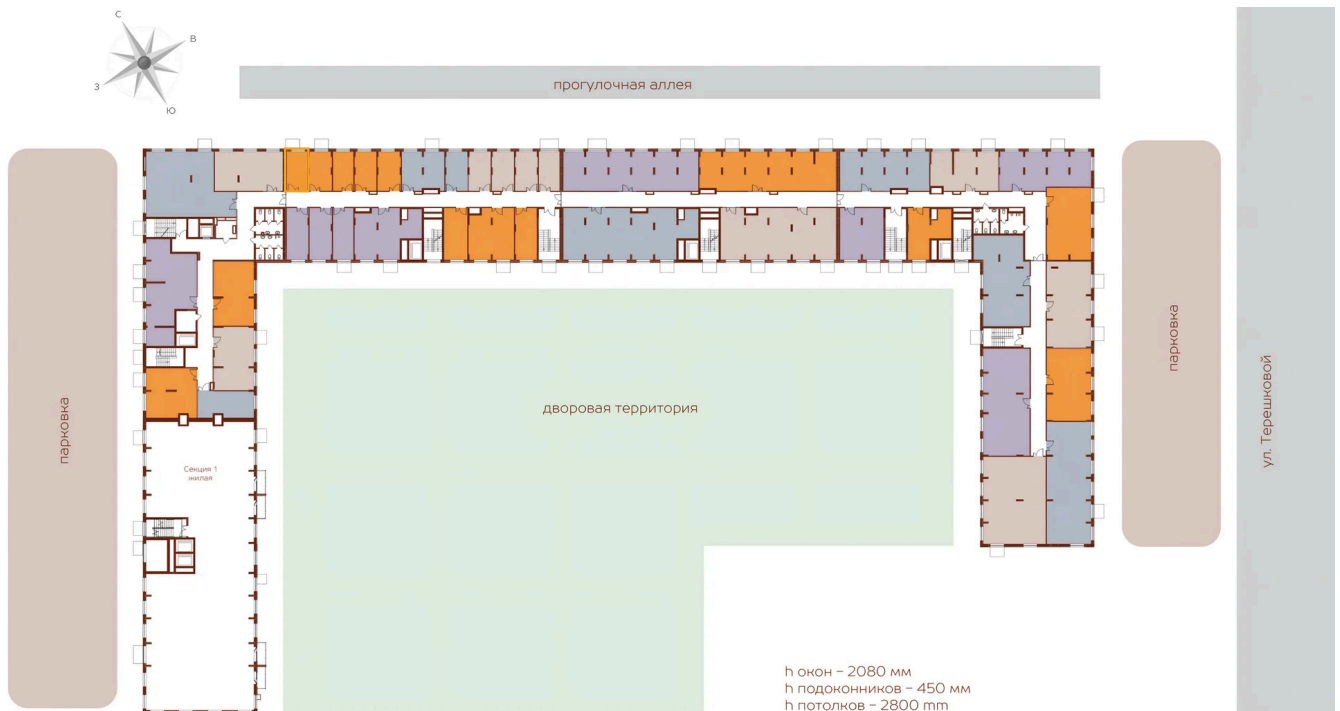 С
В
З
Ю
прогулочная аллея
парковка
парковка
ул. Терешковой
дворовая территория
Секция 1
жилая
h окон – 2080 мм
h подоконников – 450 мм
h потолков – 2800 mm